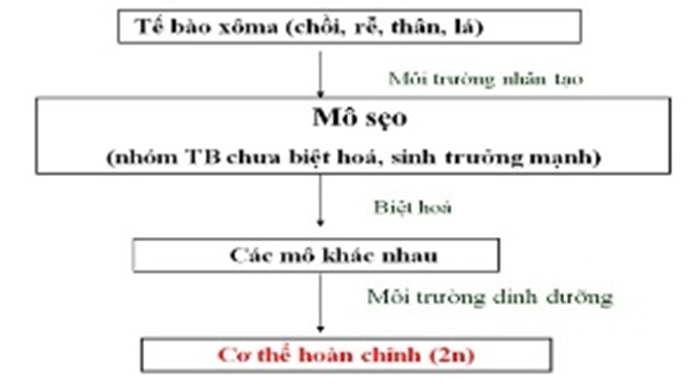 Tế bào xôma (chồi, rễ, thân, lá)
Môi trường nhân tạo
Mô sẹo
(nhóm TB chưa biệt hoá, sinh trưởng mạnh)
Biệt hoá
Các mô khác nhau
Môi trường dinh dưỡng
Cơ thể hoàn chỉnh (2n)